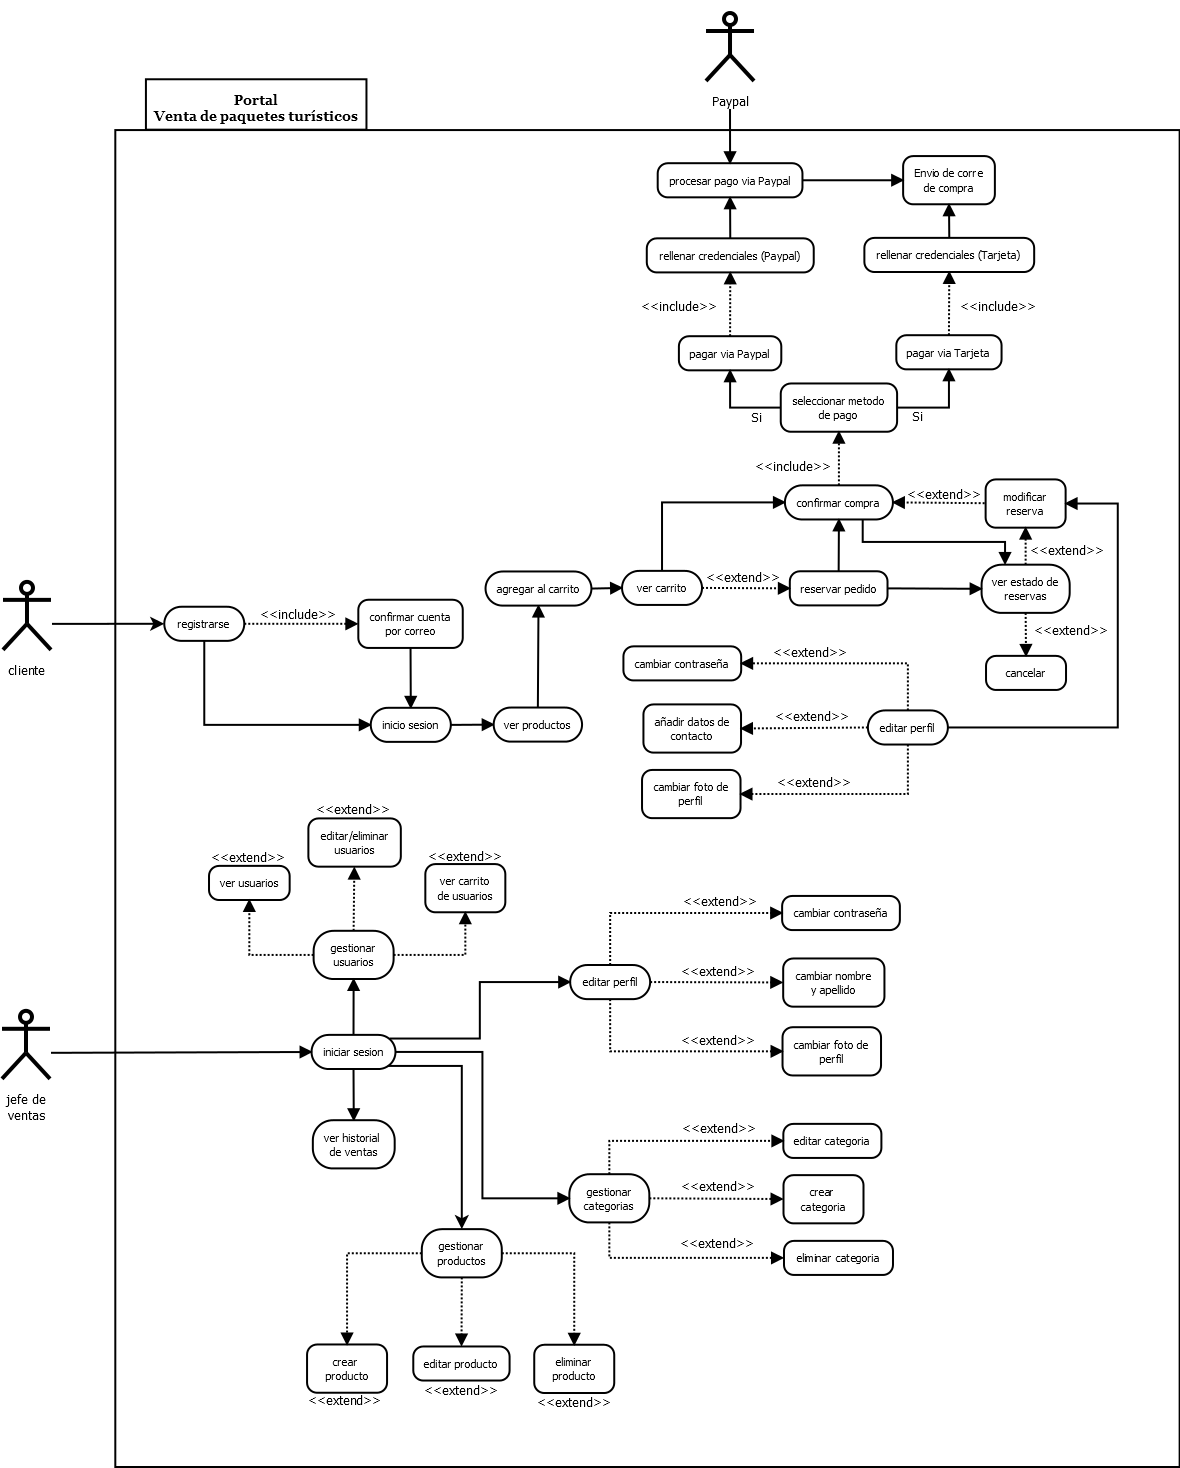 Paypal
Portal
Venta de paquetes turísticos
procesar pago via Paypal
Envio de corre
de compra
rellenar credenciales (Paypal)
rellenar credenciales (Tarjeta)
<<include>>
<<include>>
pagar via Paypal
pagar via Tarjeta
seleccionar metodo
de pago
Si
Si
<<include>>
confirmar compra
<<extend>>
modificar
reserva
<<extend>>
agregar al carrito
ver carrito
<<extend>>
reservar pedido
ver estado de
reservas
cliente
registrarse
<<include>>
confirmar cuenta
por correo
<<extend>>
cancelar
cambiar contraseña
<<extend>>
inicio sesion
ver productos
añadir datos de
contacto
<<extend>>
editar perfil
cambiar foto de
perfil
<<extend>>
<<extend>>
editar/eliminar
usuarios
<<extend>>
ver usuarios
<<extend>>
ver carrito
de usuarios
gestionar
usuarios
<<extend>>
cambiar contraseña
editar perfil
<<extend>>
cambiar nombre
y apellido
<<extend>>
cambiar foto de
perfil
jefe de
ventas
iniciar sesion
ver historial
de ventas
<<extend>>
editar categoria
gestionar
categorias
<<extend>>
crear
categoria
<<extend>>
eliminar categoria
gestionar
productos
crear
producto
<<extend>>
editar producto
<<extend>>
eliminar
producto
<<extend>>